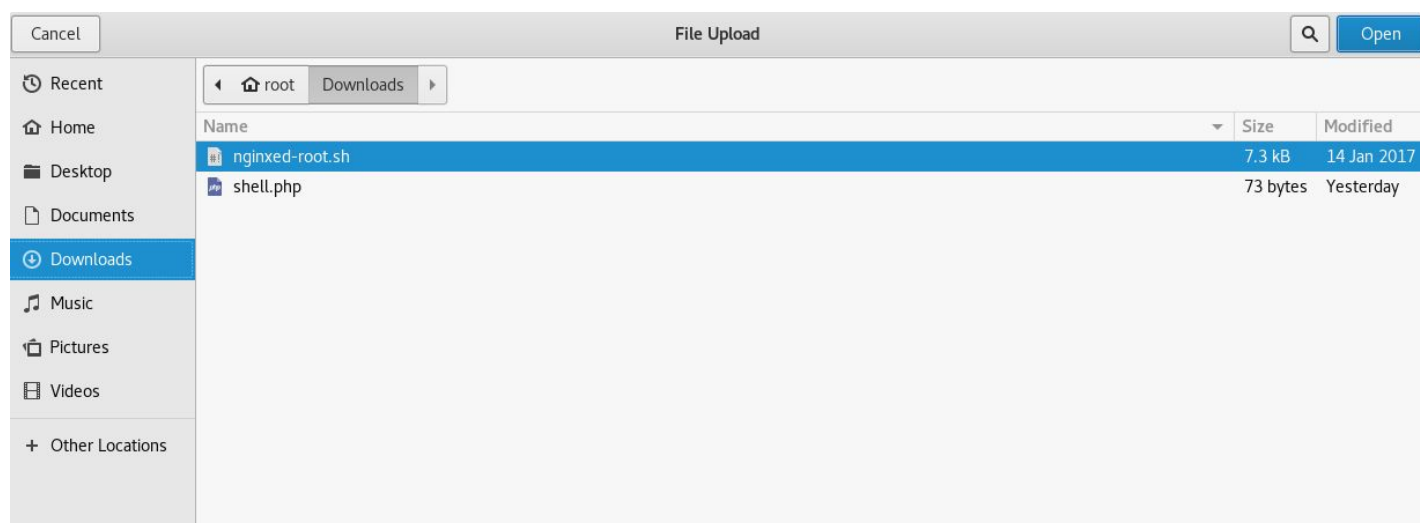 Cancel File Upload Open
Recent
Home
Desktop
Documents
Downloads
Music
Pictures
Videos
+ Other Locations
root Downloads
Name Size Modified
nginxed-root.sh 7.3 kB 14 Jan 2017
shell.php 73 bytes Yesterday